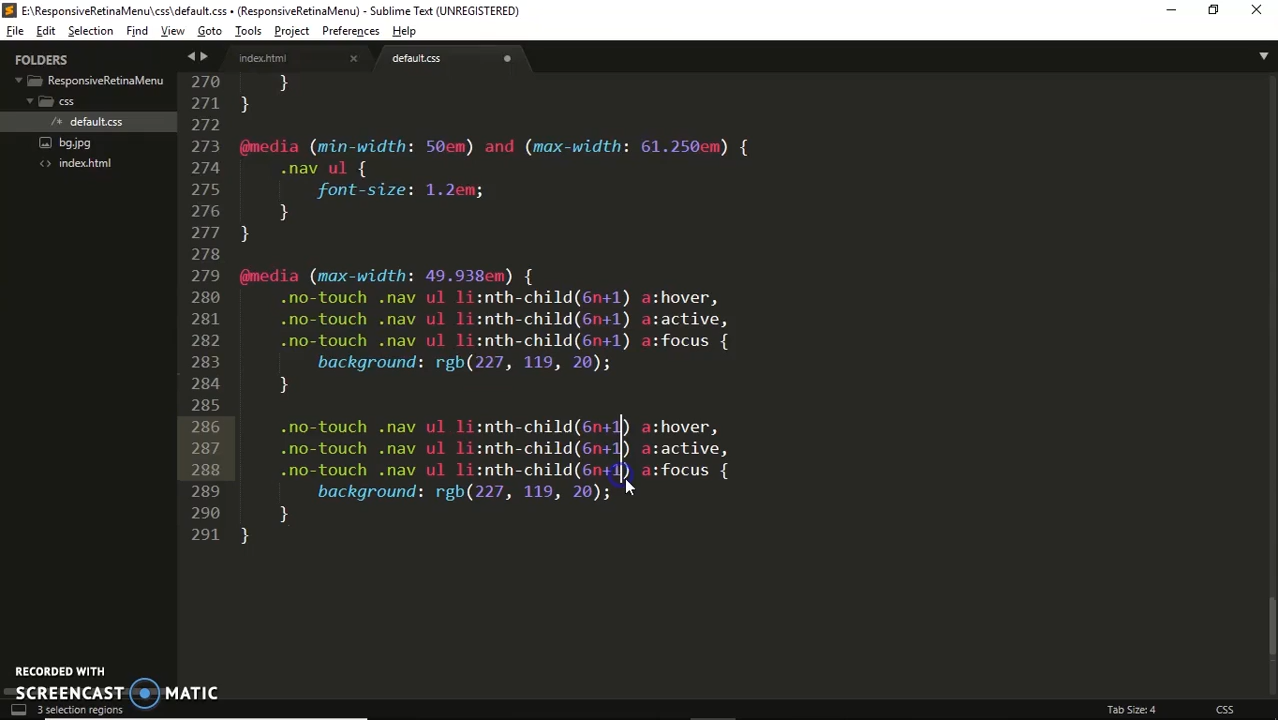 E:\ResponsiveRetinaMenu\css\default.css • (ResponsiveRetinaMenu) - Sublime Text (UNREGISTERED)
File Edit Selection Find View Goto Tools Project Preferences Help
FOLDERS
ResponsiveRetinaMenu
css
/* default.css
bg.jpg
<> index.html
index.html × default.css
270 }
271 }
272
273 @media (min-width: 50em) and (max-width: 61.250em) {
274 .nav ul {
275 font-size: 1.2em;
276 }
277 }
278
279 @media (max-width: 49.938em) {
280 .no-touch .nav ul li:nth-child(6n+1) a:hover,
281 .no-touch .nav ul li:nth-child(6n+1) a:active,
282 .no-touch .nav ul li:nth-child(6n+1) a:focus {
283 background: rgb(227, 119, 20);
284 }
285
286 .no-touch .nav ul li:nth-child(6n+1) a:hover,
287 .no-touch .nav ul li:nth-child(6n+1) a:active,
288 .no-touch .nav ul li:nth-child(6n+1) a:focus {
289 background: rgb(227, 119, 20);
290 }
291 }
RECORDED WITH
SCREENCAST MATIC
3 selection regions Tab Size: 4 CSS